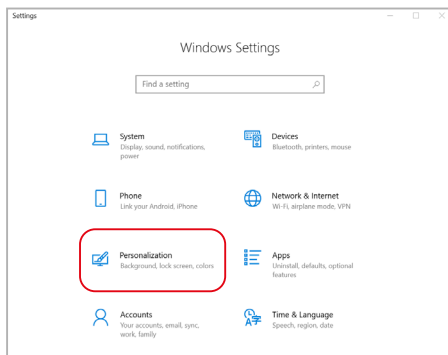 Settings
Windows Settings
Find a setting
System
Display, sound, notifications,
power
Devices
Bluetooth, printers, mouse
Phone
Link your Android, iPhone
Network & Internet
Wi-Fi, airplane mode, VPN
Personalization
Background, lock screen, colors
Apps
Uninstall, defaults, optional
features
Accounts
Your accounts, email, sync,
work, family
Time & Language
Speech, region, date